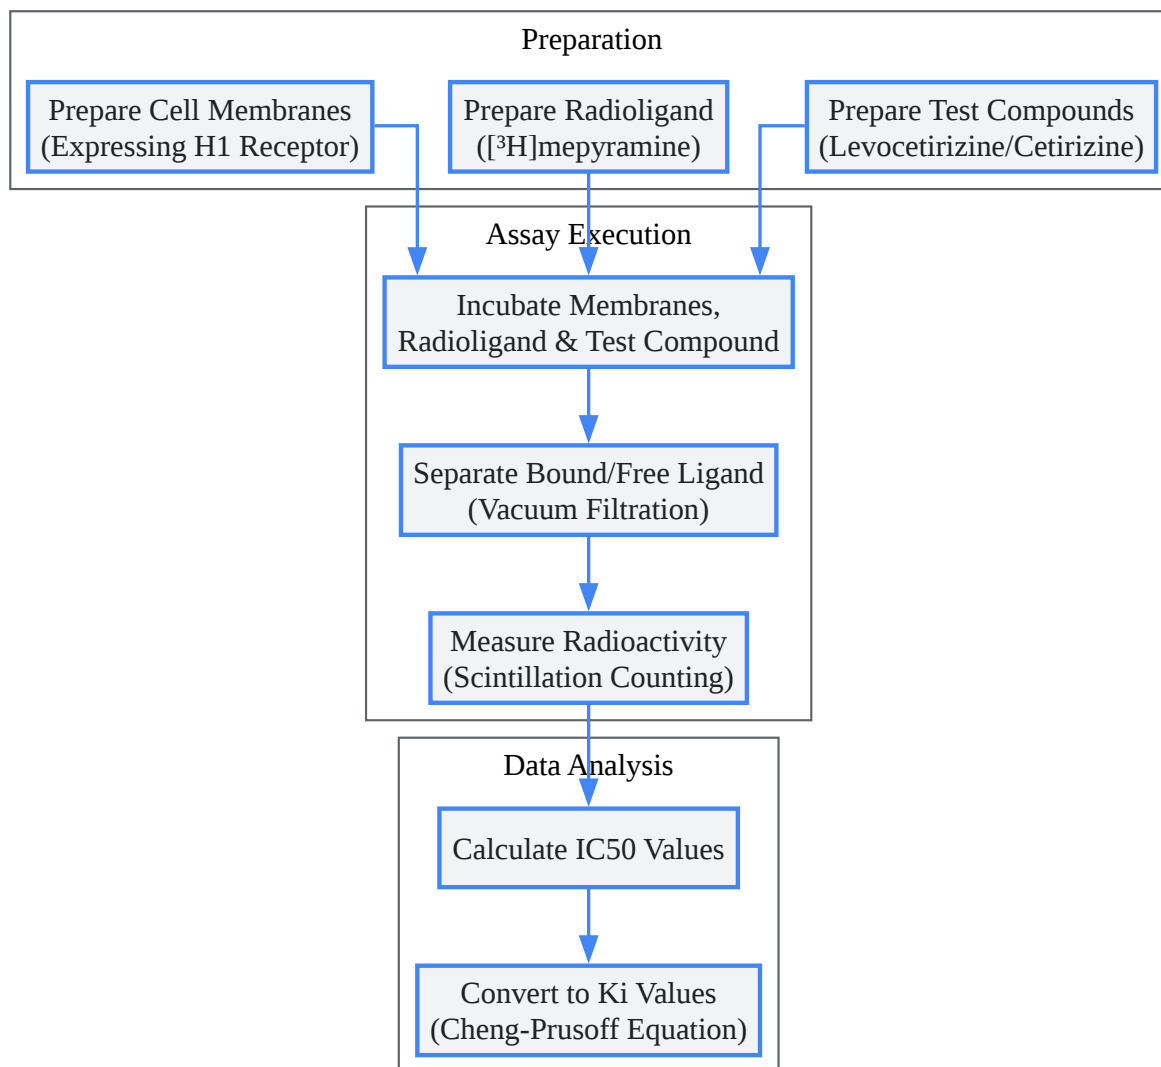 Preparation
Prepare Cell Membranes
(Expressing H1 Receptor)
Prepare Radioligand
([³H]mepyramine)
Prepare Test Compounds
(Levocetirizine/Cetirizine)
Assay Execution
Incubate Membranes,
Radioligand & Test Compound
Separate Bound/Free Ligand
(Vacuum Filtration)
Measure Radioactivity
(Scintillation Counting)
Data Analysis
Calculate IC50 Values
Convert to Ki Values
(Cheng-Prusoff Equation)